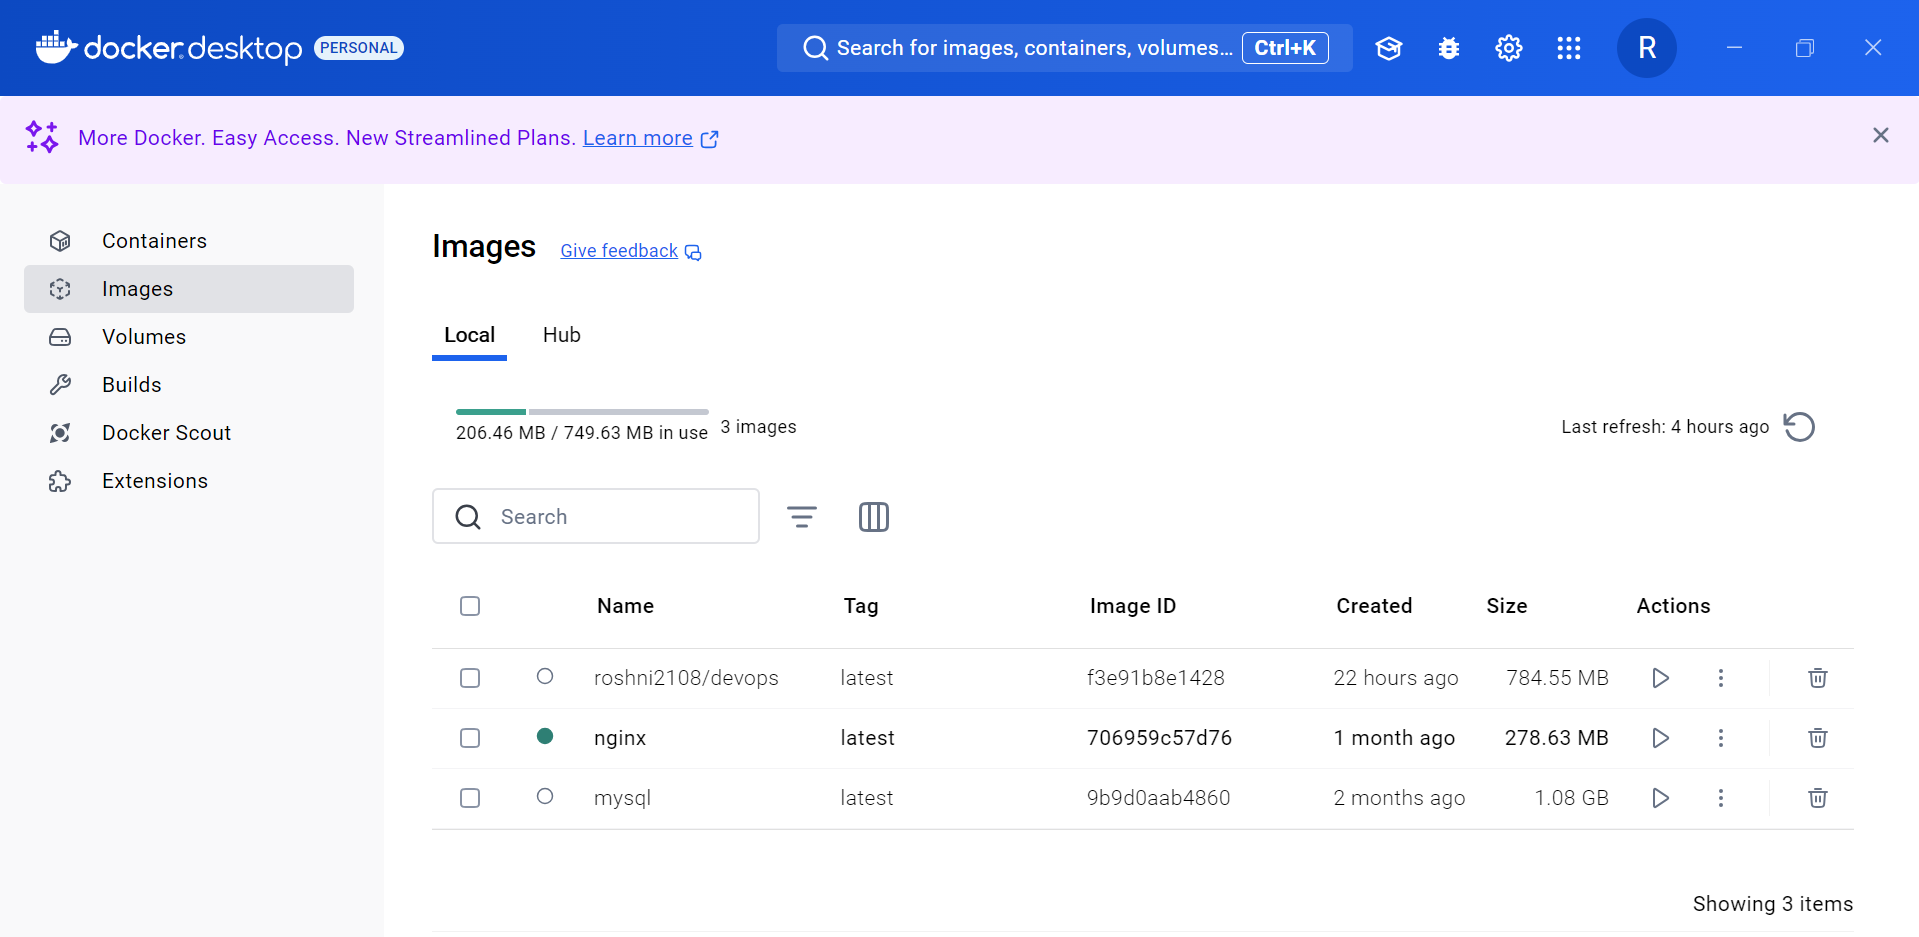 docker desktop PERSONAL
Search for images, containers, volumes... Ctrl+K
R
More Docker. Easy Access. New Streamlined Plans. Learn more
Containers
Images
Volumes
Builds
Docker Scout
Extensions
Images Give feedback
Local Hub
206.46 MB / 749.63 MB in use 3 images
Last refresh: 4 hours ago
Search
Name Tag Image ID Created Size Actions
roshni2108/devops latest f3e91b8e1428 22 hours ago 784.55 MB
nginx latest 706959c57d76 1 month ago 278.63 MB
mysql latest 9b9d0aab4860 2 months ago 1.08 GB
Showing 3 items